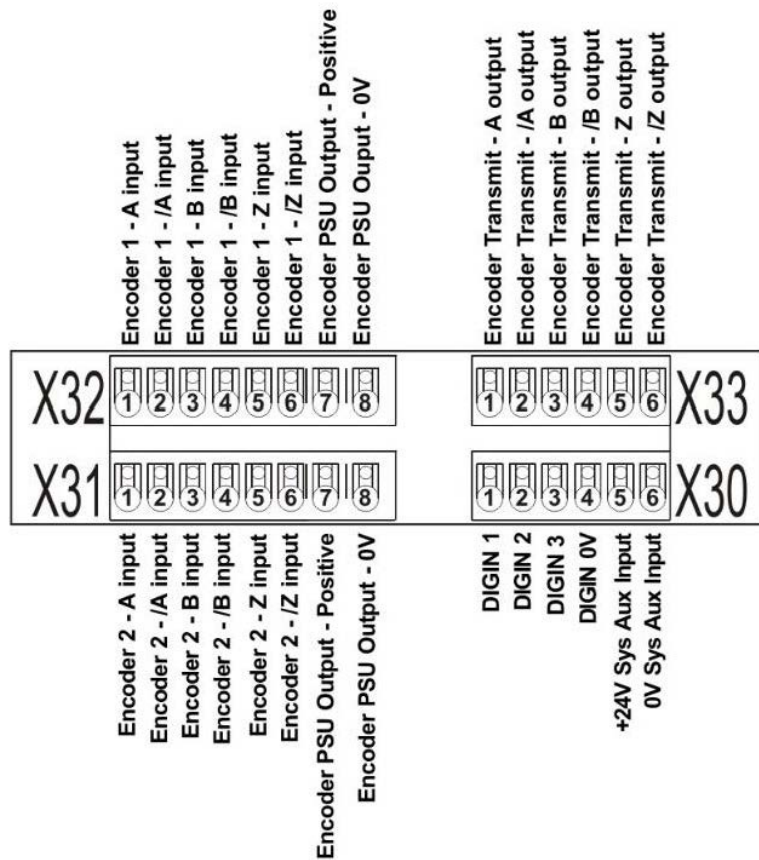 Encoder 1 - A input
Encoder 1 - /A input
Encoder 1 - B input
Encoder 1 - /B input
Encoder 1 - Z input
Encoder 1 - /Z input
Encoder PSU Output - Positive
Encoder PSU Ouput - 0V
Encoder Transmit - A output
Encoder Transmit - /A output
Encoder Transmit - B output
Encoder Transmit - /B output
Encoder Transmit - Z output
Encoder Transmit - /Z output
X32 1 2 3 4 5 6 7 8
1 2 3 4 5 6 X33
X31 1 2 3 4 5 6 7 8
1 2 3 4 5 6 X30
Encoder 2 - A input
Encoder 2 - /A input
Encoder 2 - B input
Encoder 2 - /B input
Encoder 2 - Z input
Encoder 2 - /Z input
Encoder PSU Output - Positive
Encoder PSU Output - 0V
DIGIN 1
DIGIN 2
DIGIN 3
DIGIN 0V
+24V Sys Aux Input
0V Sys Aux Input